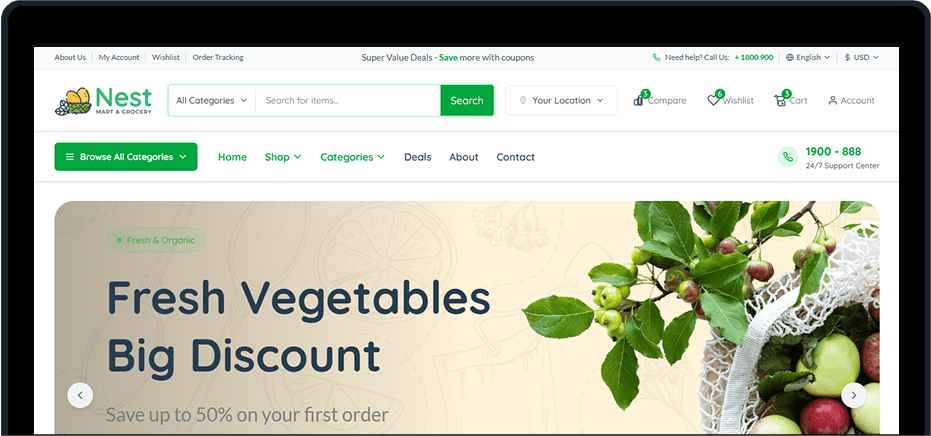 About Us My Account Wishlist Order Tracking Super Value Deals - Save more with coupons Need help? Call Us: + 1800 900 English $ USD
Nest
MART & GROCERY
All Categories Search for items... Search Your Location 3 Compare 6 Wishlist 3 Cart Account
Browse All Categories Home Shop Categories Deals About Contact
1900 - 888
24/7 Support Center
Fresh & Organic
Fresh Vegetables
Big Discount
Save up to 50% on your first order